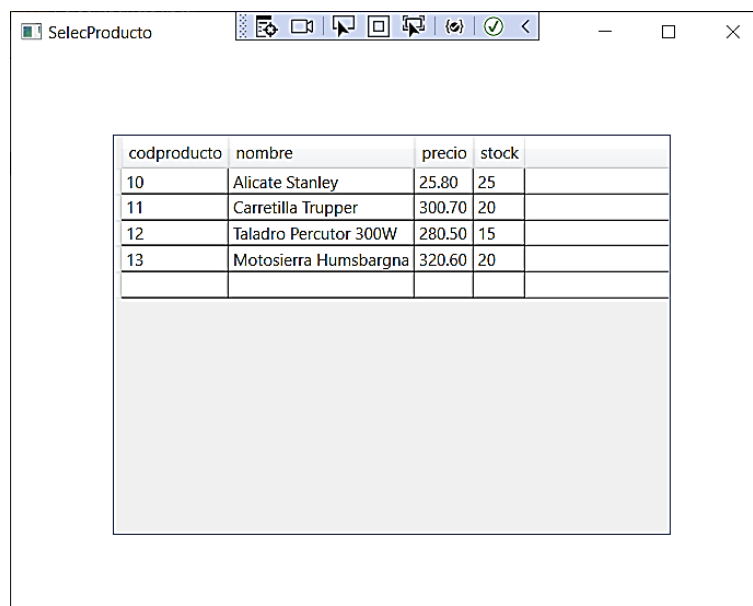 SelecProducto
codproducto nombre precio stock
10 Alicate Stanley 25.80 25
11 Carretilla Trupper 300.70 20
12 Taladro Percutor 300W 280.50 15
13 Motosierra Humsbargna 320.60 20